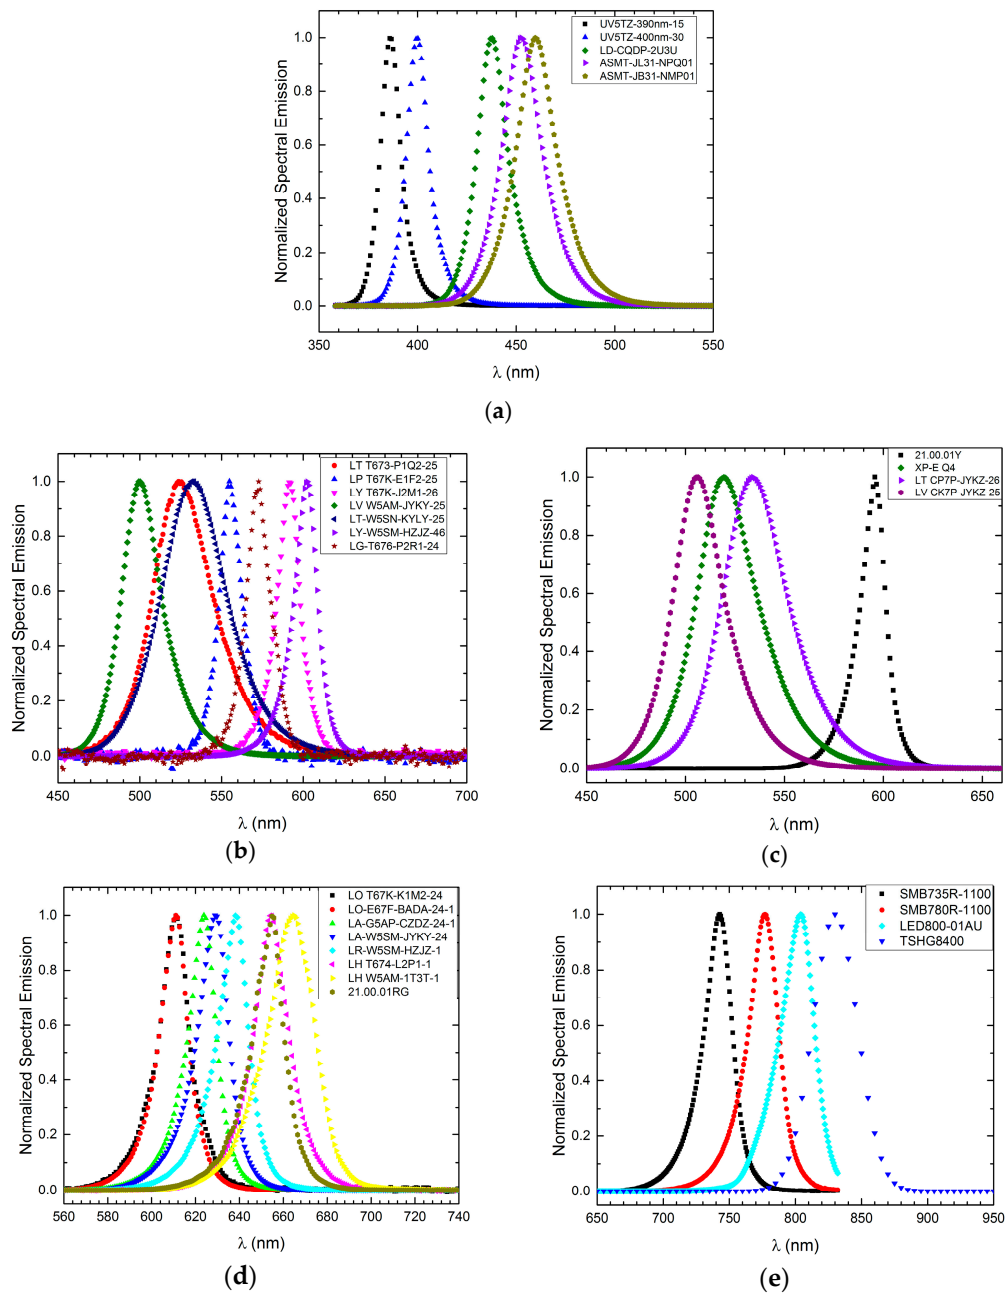 UV5TZ-390nm-15
UV5TZ-400nm-30
LD-CQDP-2U3U
ASMT-JL31-NPQ01
ASMT-JB31-NMP01
Normalized Spectral Emission
1.0
0.8
0.6
0.4
0.2
0.0
350 400 450 500 550
λ (nm)
(a)
LT T673-P1Q2-25
LP T67K-E1F2-25
LY T67K-J2M1-26
LV W5AM-JYKY-25
LT-W5SN-KYLY-25
LY-W5SM-HZJZ-46
LG-T676-P2R1-24
Normalized Spectral Emission
1.0
0.8
0.6
0.4
0.2
0.0
450 500 550 600 650 700
λ (nm)
(b)
21.00.01Y
XP-E Q4
LT CP7P-JYKZ-26
LV CK7P JYKZ 25
Normalized Spectral Emission
1.0
0.8
0.6
0.4
0.2
0.0
450 500 550 600 650
λ (nm)
(c)
LO T67K-K1M2-24
LO-E67F-BADA-24-1
LA-G5AP-CZDZ-24-1
LA-W5SM-JYKY-24
LR-W5SM-HZJZ-1
LH T674-L2P1-1
LH W5AM-1T3T-1
21.00.01RG
Normalized Spectral Emission
1.0
0.8
0.6
0.4
0.2
0.0
560 580 600 620 640 660 680 700 720 740
λ (nm)
(d)
SMB735R-1100
SMB780R-1100
LED800-01AU
TSHG8400
Normalized Spectral Emission
1.0
0.8
0.6
0.4
0.2
0.0
650 700 750 800 850 900 950
λ (nm)
(e)